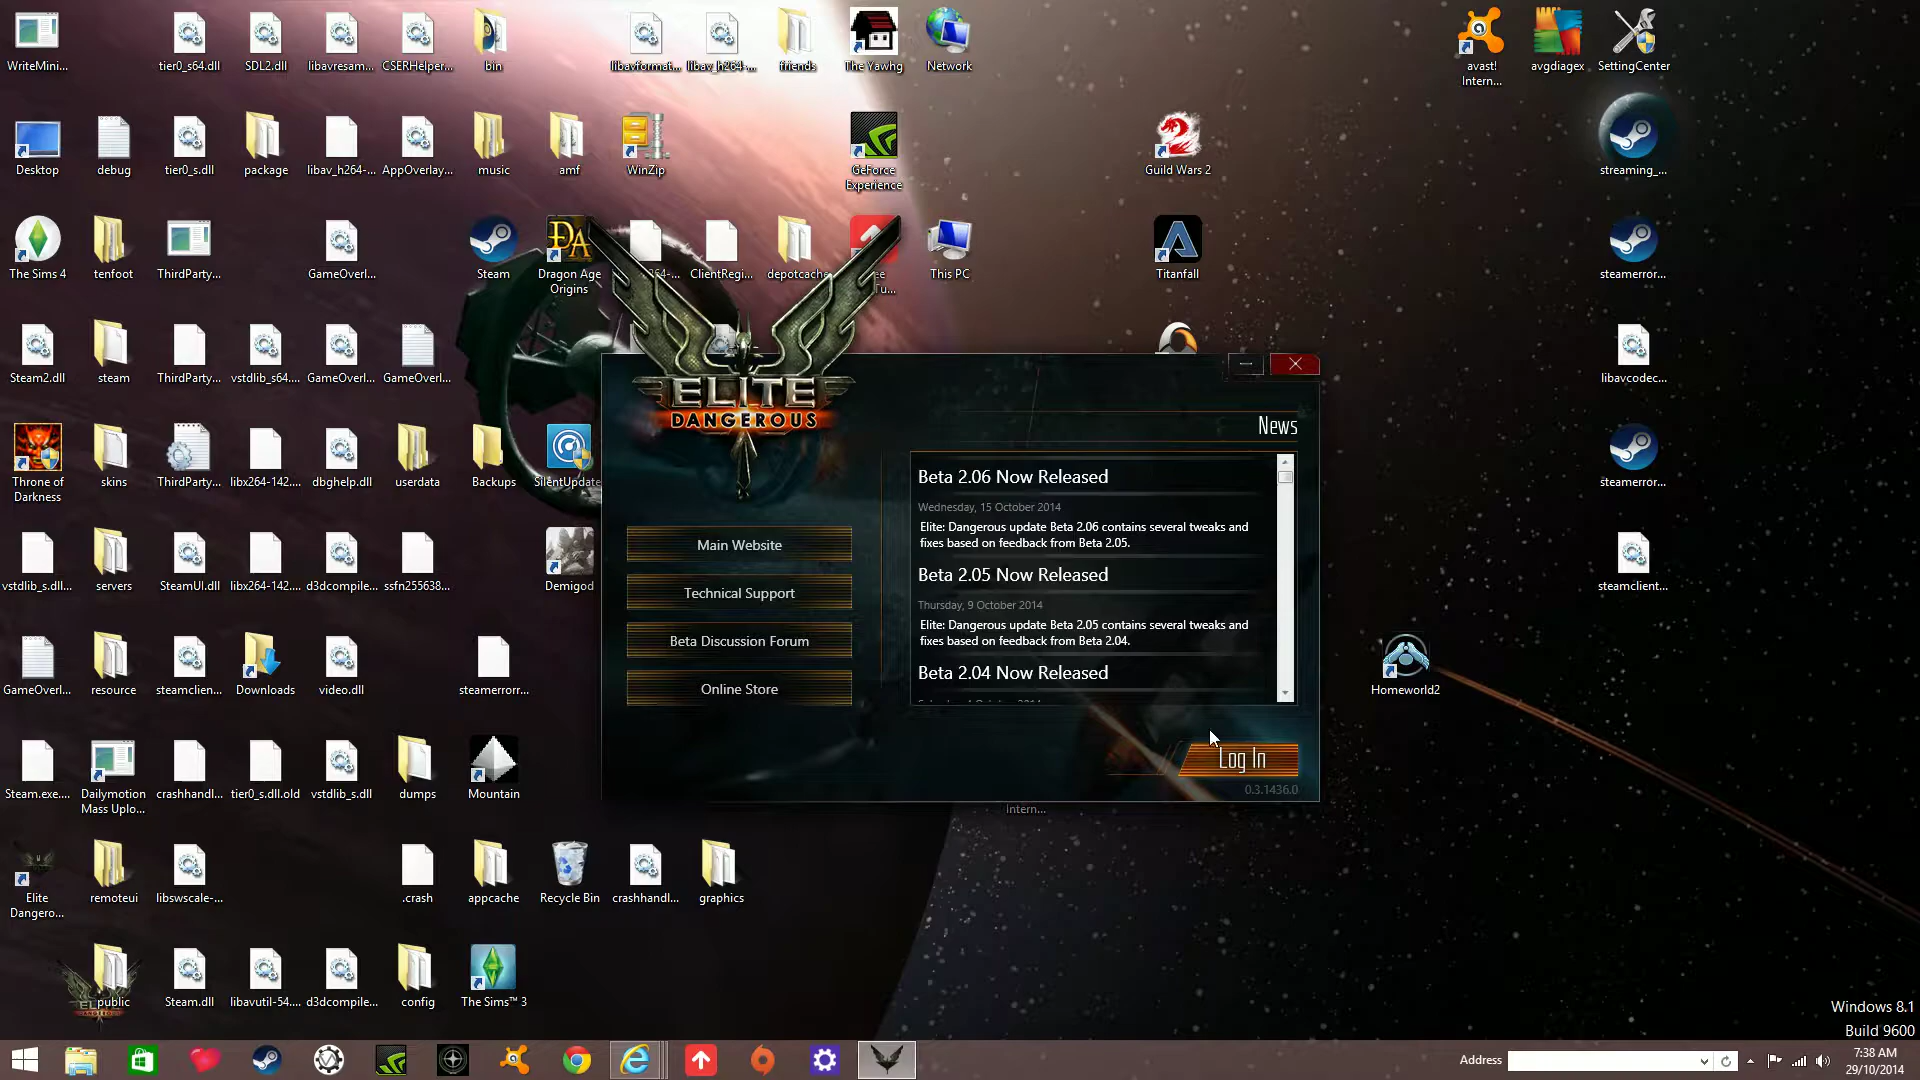 WriteMini...
tier0_s64.dll
SDL2.dll
libavresam...
CSERHelper...
bin
libavformat...
libav_h264-...
friends
The Yawhg
Network
avast!
Intern...
avgdiagex
SettingCenter
Desktop
debug
tier0_s.dll
package
libav_h264-...
AppOverlay...
music
amf
WinZip
GeForce
Experience
Guild Wars 2
streaming_...
The Sims 4
tenfoot
ThirdParty...
GameOverl...
Steam
Dragon Age
Origins
ClientRegi...
depotcache
This PC
Titanfall
steamerror...
Steam2.dll
steam
ThirdParty...
vstdlib_s64....
GameOverl...
GameOverl...
libavcodec...
Throne of
Darkness
skins
ThirdParty...
libx264-142....
dbghelp.dll
userdata
Backups
SilentUpdate
steamerror...
vstdlib_s.dll...
servers
SteamUI.dll
libx264-142....
d3dcompile...
ssfn255638...
Demigod
steamclient...
GameOverl...
resource
steamclien...
Downloads
video.dll
steamerrorr...
Homeworld2
Steam.exe....
Dailymotion
Mass Uplo...
crashhandl...
tier0_s.dll.old
vstdlib_s.dll
dumps
Mountain
Intern...
Elite
Dangero...
remoteui
libswscale-...
.crash
appcache
Recycle Bin
crashhandl...
graphics
public
Steam.dll
libavutil-54....
d3dcompile...
config
The Sims™ 3
ELITE
DANGEROUS
Main Website
Technical Support
Beta Discussion Forum
Online Store
News
Beta 2.06 Now Released
Wednesday, 15 October 2014
Elite: Dangerous update Beta 2.06 contains several tweaks and
fixes based on feedback from Beta 2.05.
Beta 2.05 Now Released
Thursday, 9 October 2014
Elite: Dangerous update Beta 2.05 contains several tweaks and
fixes based on feedback from Beta 2.04.
Beta 2.04 Now Released
Log In
0.3.1436.0
ELITE
DANGEROUS
Windows 8.1
Build 9600
Address
7:38 AM
29/10/2014